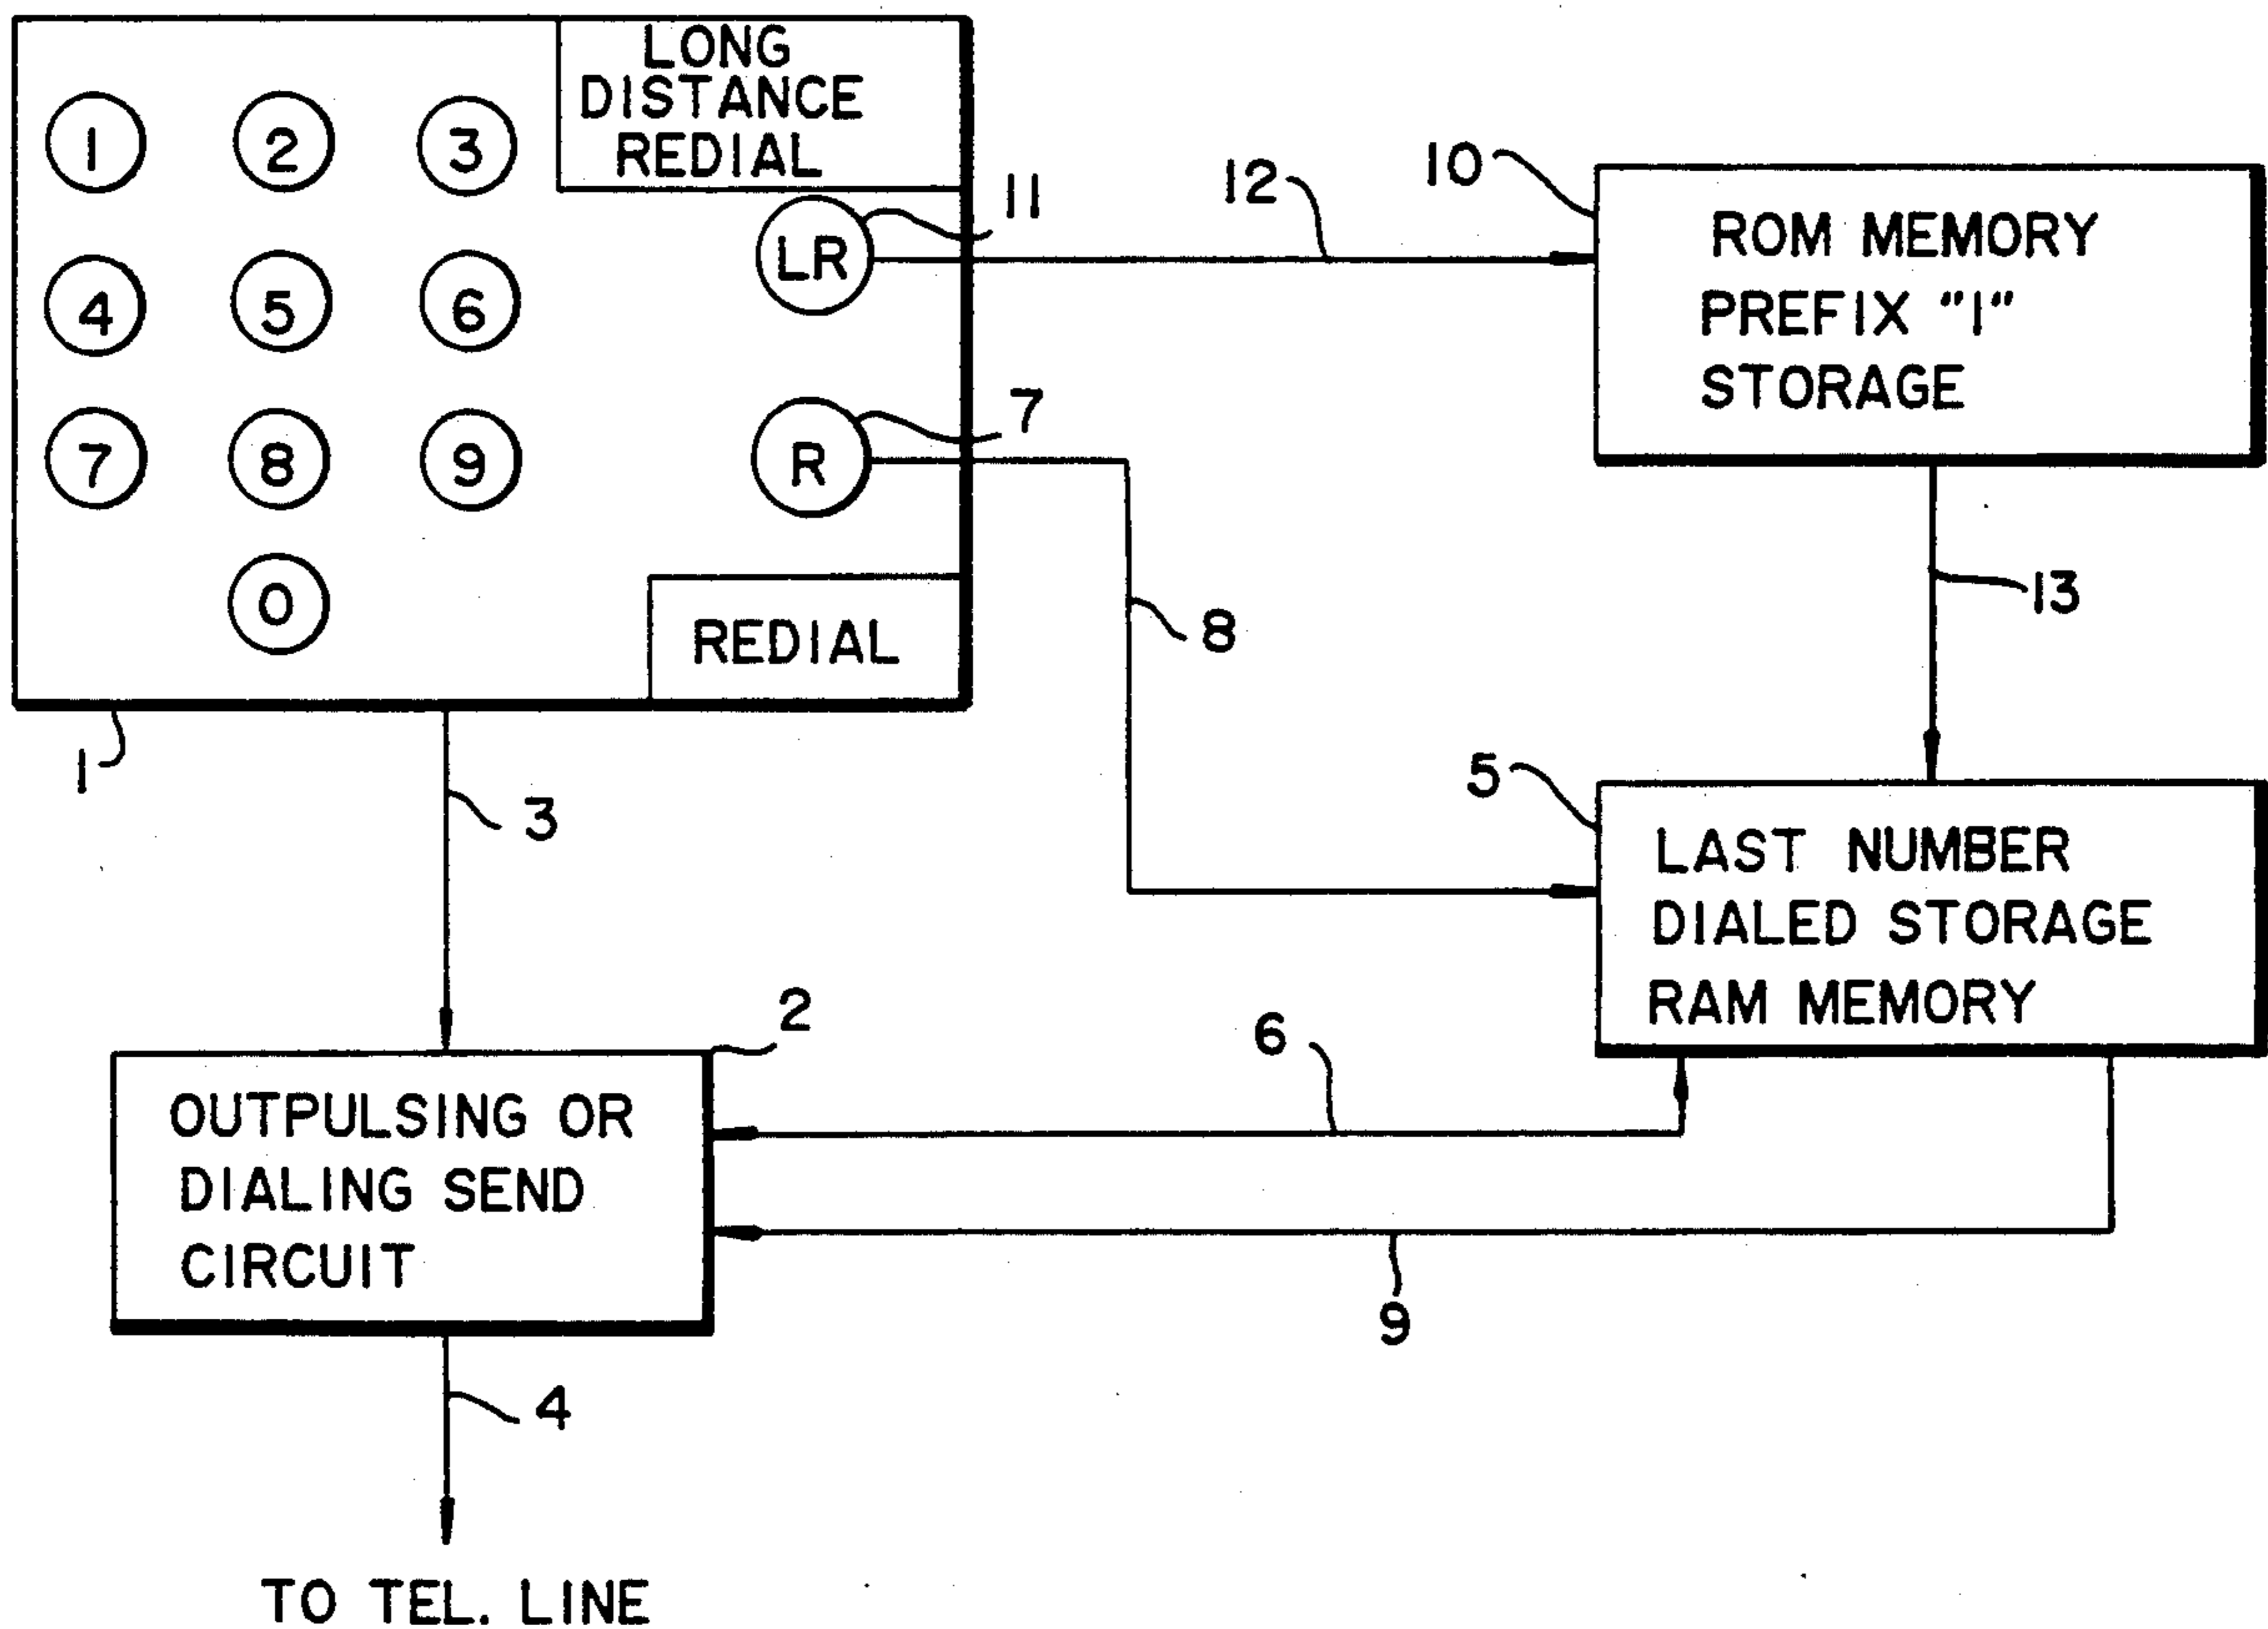 LONG
DISTANCE
REDIAL
1 2 3
11
12
10
LR
ROM MEMORY
PREFIX "1"
STORAGE
4 5 6
7
7 8 9
R
13
8
0
REDIAL
1
3
5
LAST NUMBER
DIALED STORAGE
RAM MEMORY
2
6
OUTPULSING OR
DIALING SEND
CIRCUIT
9
4
TO TEL. LINE